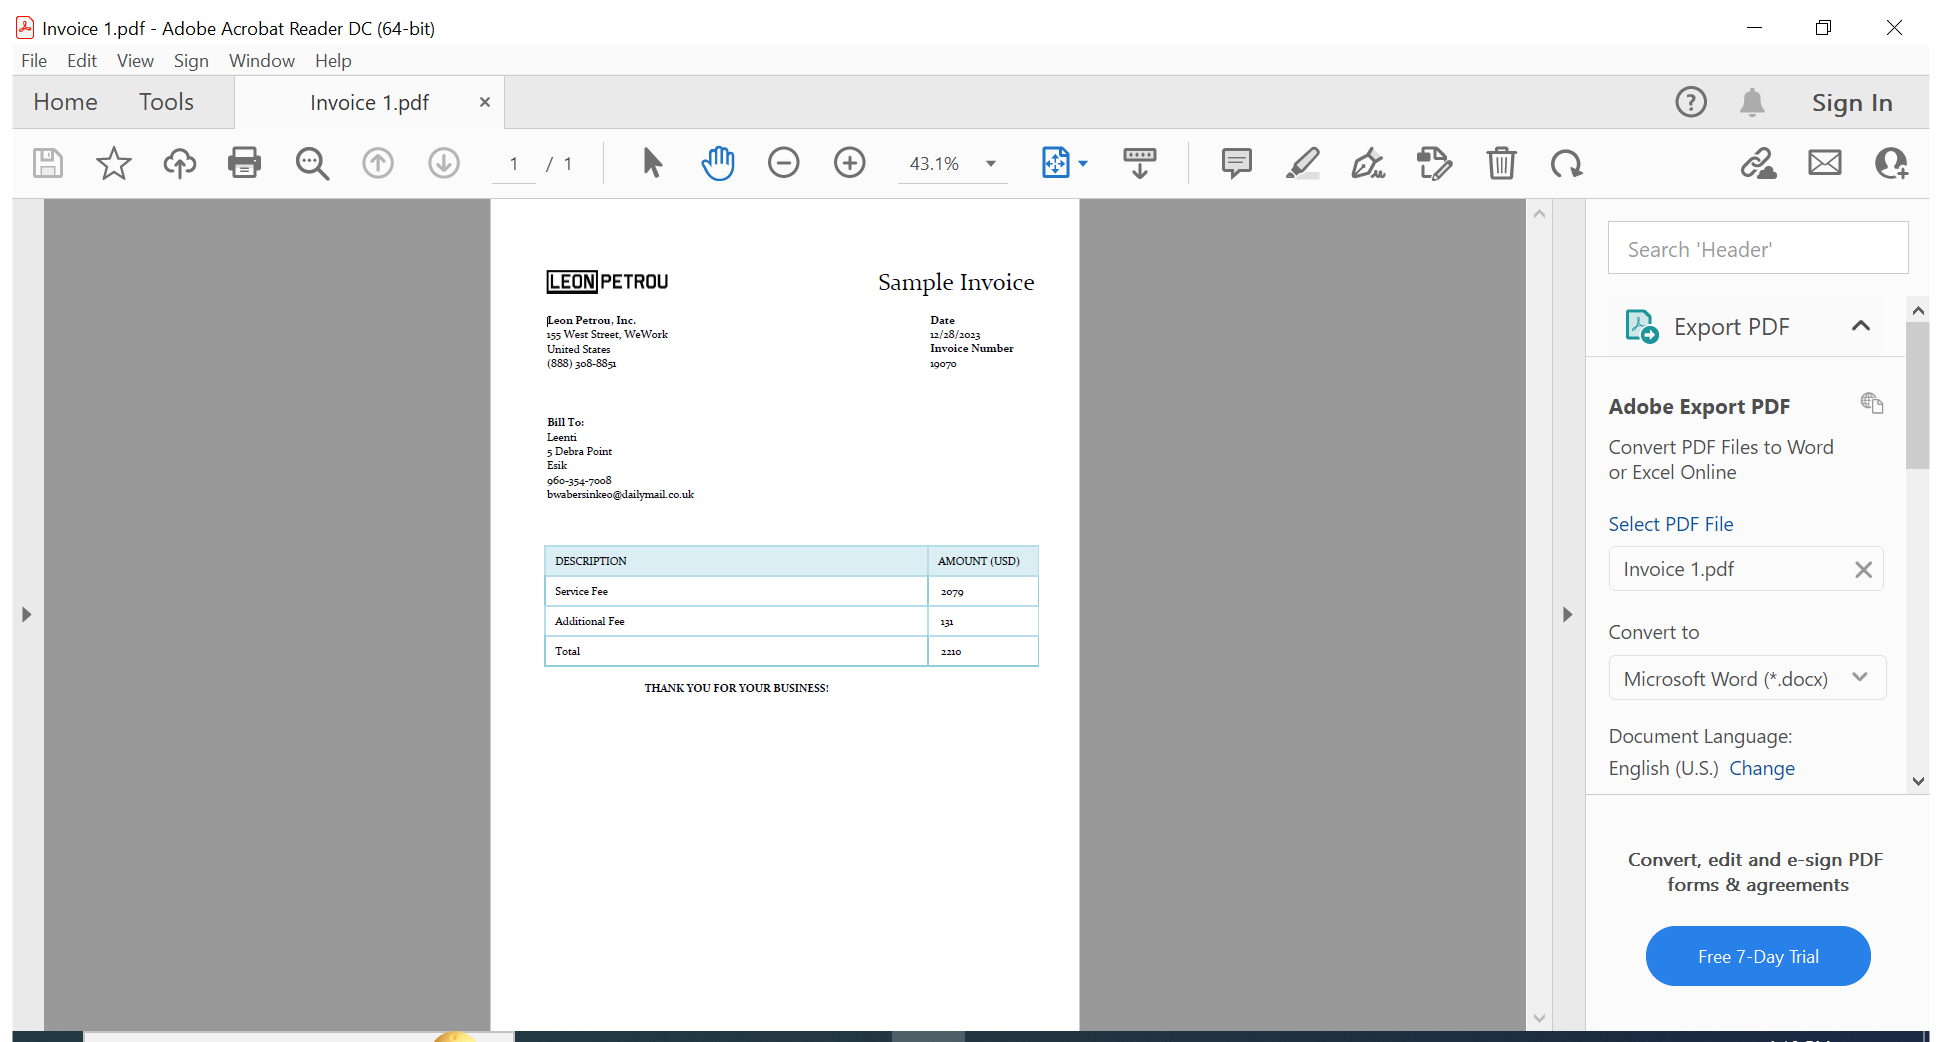 Invoice 1.pdf - Adobe Acrobat Reader DC (64-bit)
File Edit View Sign Window Help
Home Tools Invoice 1.pdf Sign In
1 / 1 43.1%
LEON PETROU
Sample Invoice
Leon Petrou, Inc.
155 West Street, WeWork
United States
(888) 308-8851
Date
12/28/2023
Invoice Number
19070
Bill To:
Leenti
5 Debra Point
Esik
960-354-7008
bwabersinkeo@dailymail.co.uk
DESCRIPTION AMOUNT (USD)
Service Fee 2079
Additional Fee 131
Total 2210
THANK YOU FOR YOUR BUSINESS!
Search 'Header'
Export PDF
Adobe Export PDF
Convert PDF Files to Word
or Excel Online
Select PDF File
Invoice 1.pdf
Convert to
Microsoft Word (*.docx)
Document Language:
English (U.S.) Change
Convert, edit and e-sign PDF
forms & agreements
Free 7-Day Trial